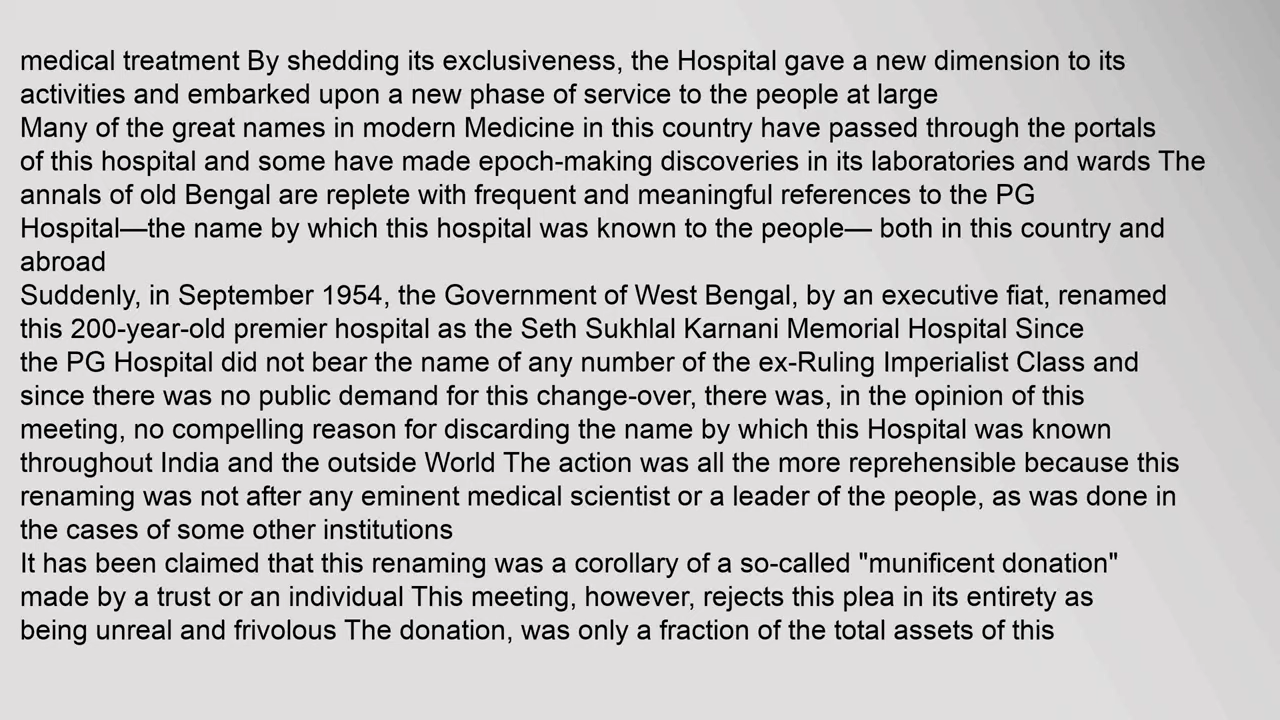 medical treatment By shedding its exclusiveness, the Hospital gave a new dimension to its
activities and embarked upon a new phase of service to the people at large
Many of the great names in modern Medicine in this country have passed through the portals
of this hospital and some have made epoch-making discoveries in its laboratories and wards The
annals of old Bengal are replete with frequent and meaningful references to the PG
Hospital—the name by which this hospital was known to the people— both in this country and
abroad
Suddenly, in September 1954, the Government of West Bengal, by an executive fiat, renamed
this 200-year-old premier hospital as the Seth Sukhlal Karnani Memorial Hospital Since
the PG Hospital did not bear the name of any number of the ex-Ruling Imperialist Class and
since there was no public demand for this change-over, there was, in the opinion of this
meeting, no compelling reason for discarding the name by which this Hospital was known
throughout India and the outside World The action was all the more reprehensible because this
renaming was not after any eminent medical scientist or a leader of the people, as was done in
the cases of some other institutions
It has been claimed that this renaming was a corollary of a so-called "munificent donation"
made by a trust or an individual This meeting, however, rejects this plea in its entirety as
being unreal and frivolous The donation, was only a fraction of the total assets of this